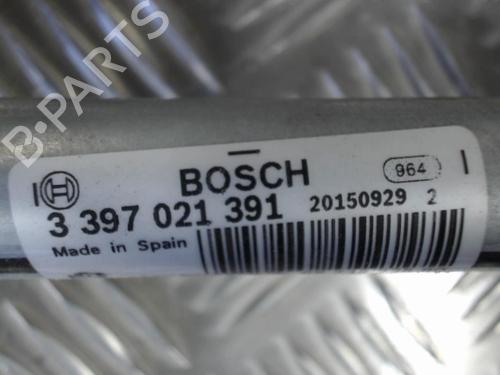 B-PARTS
BOSCH
964
3 397 021 391
20150929 2
Made in Spain